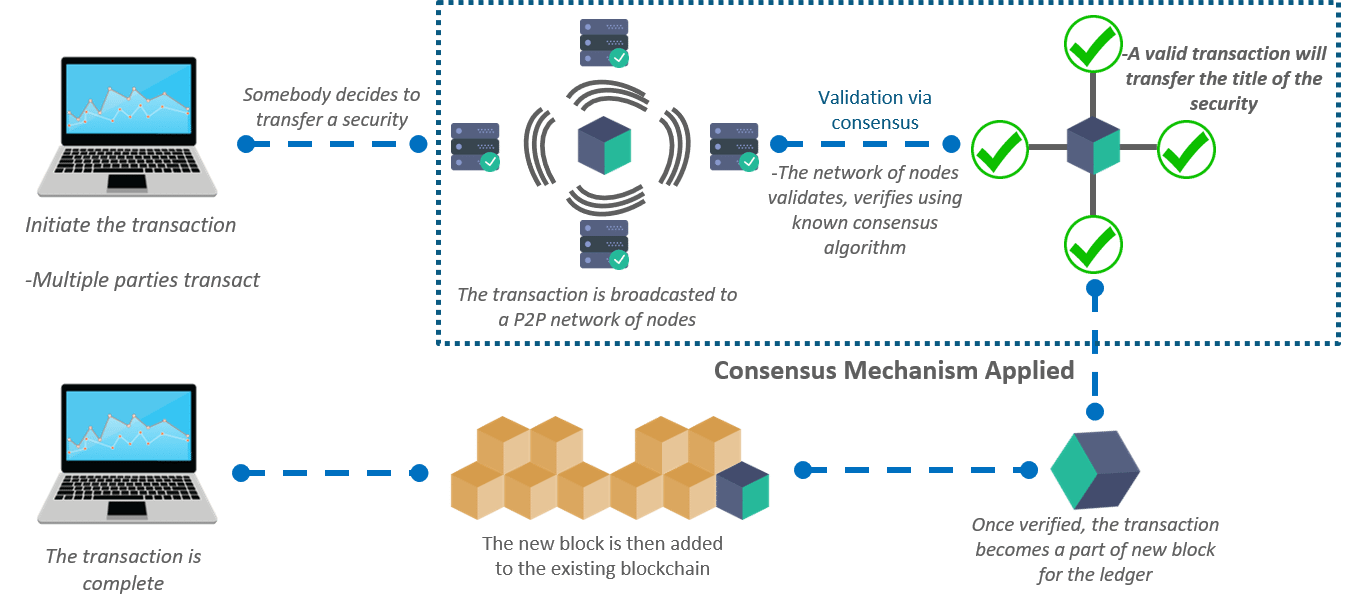 Initiate the transaction
-Multiple parties transact
Somebody decides to
transfer a security
The transaction is broadcasted to
a P2P network of nodes
Validation via
consensus
-The network of nodes
validates, verifies using
known consensus
algorithm
-A valid transaction will
transfer the title of the
security
Consensus Mechanism Applied
Once verified, the transaction
becomes a part of new block
for the ledger
The new block is then added
to the existing blockchain
The transaction is
complete